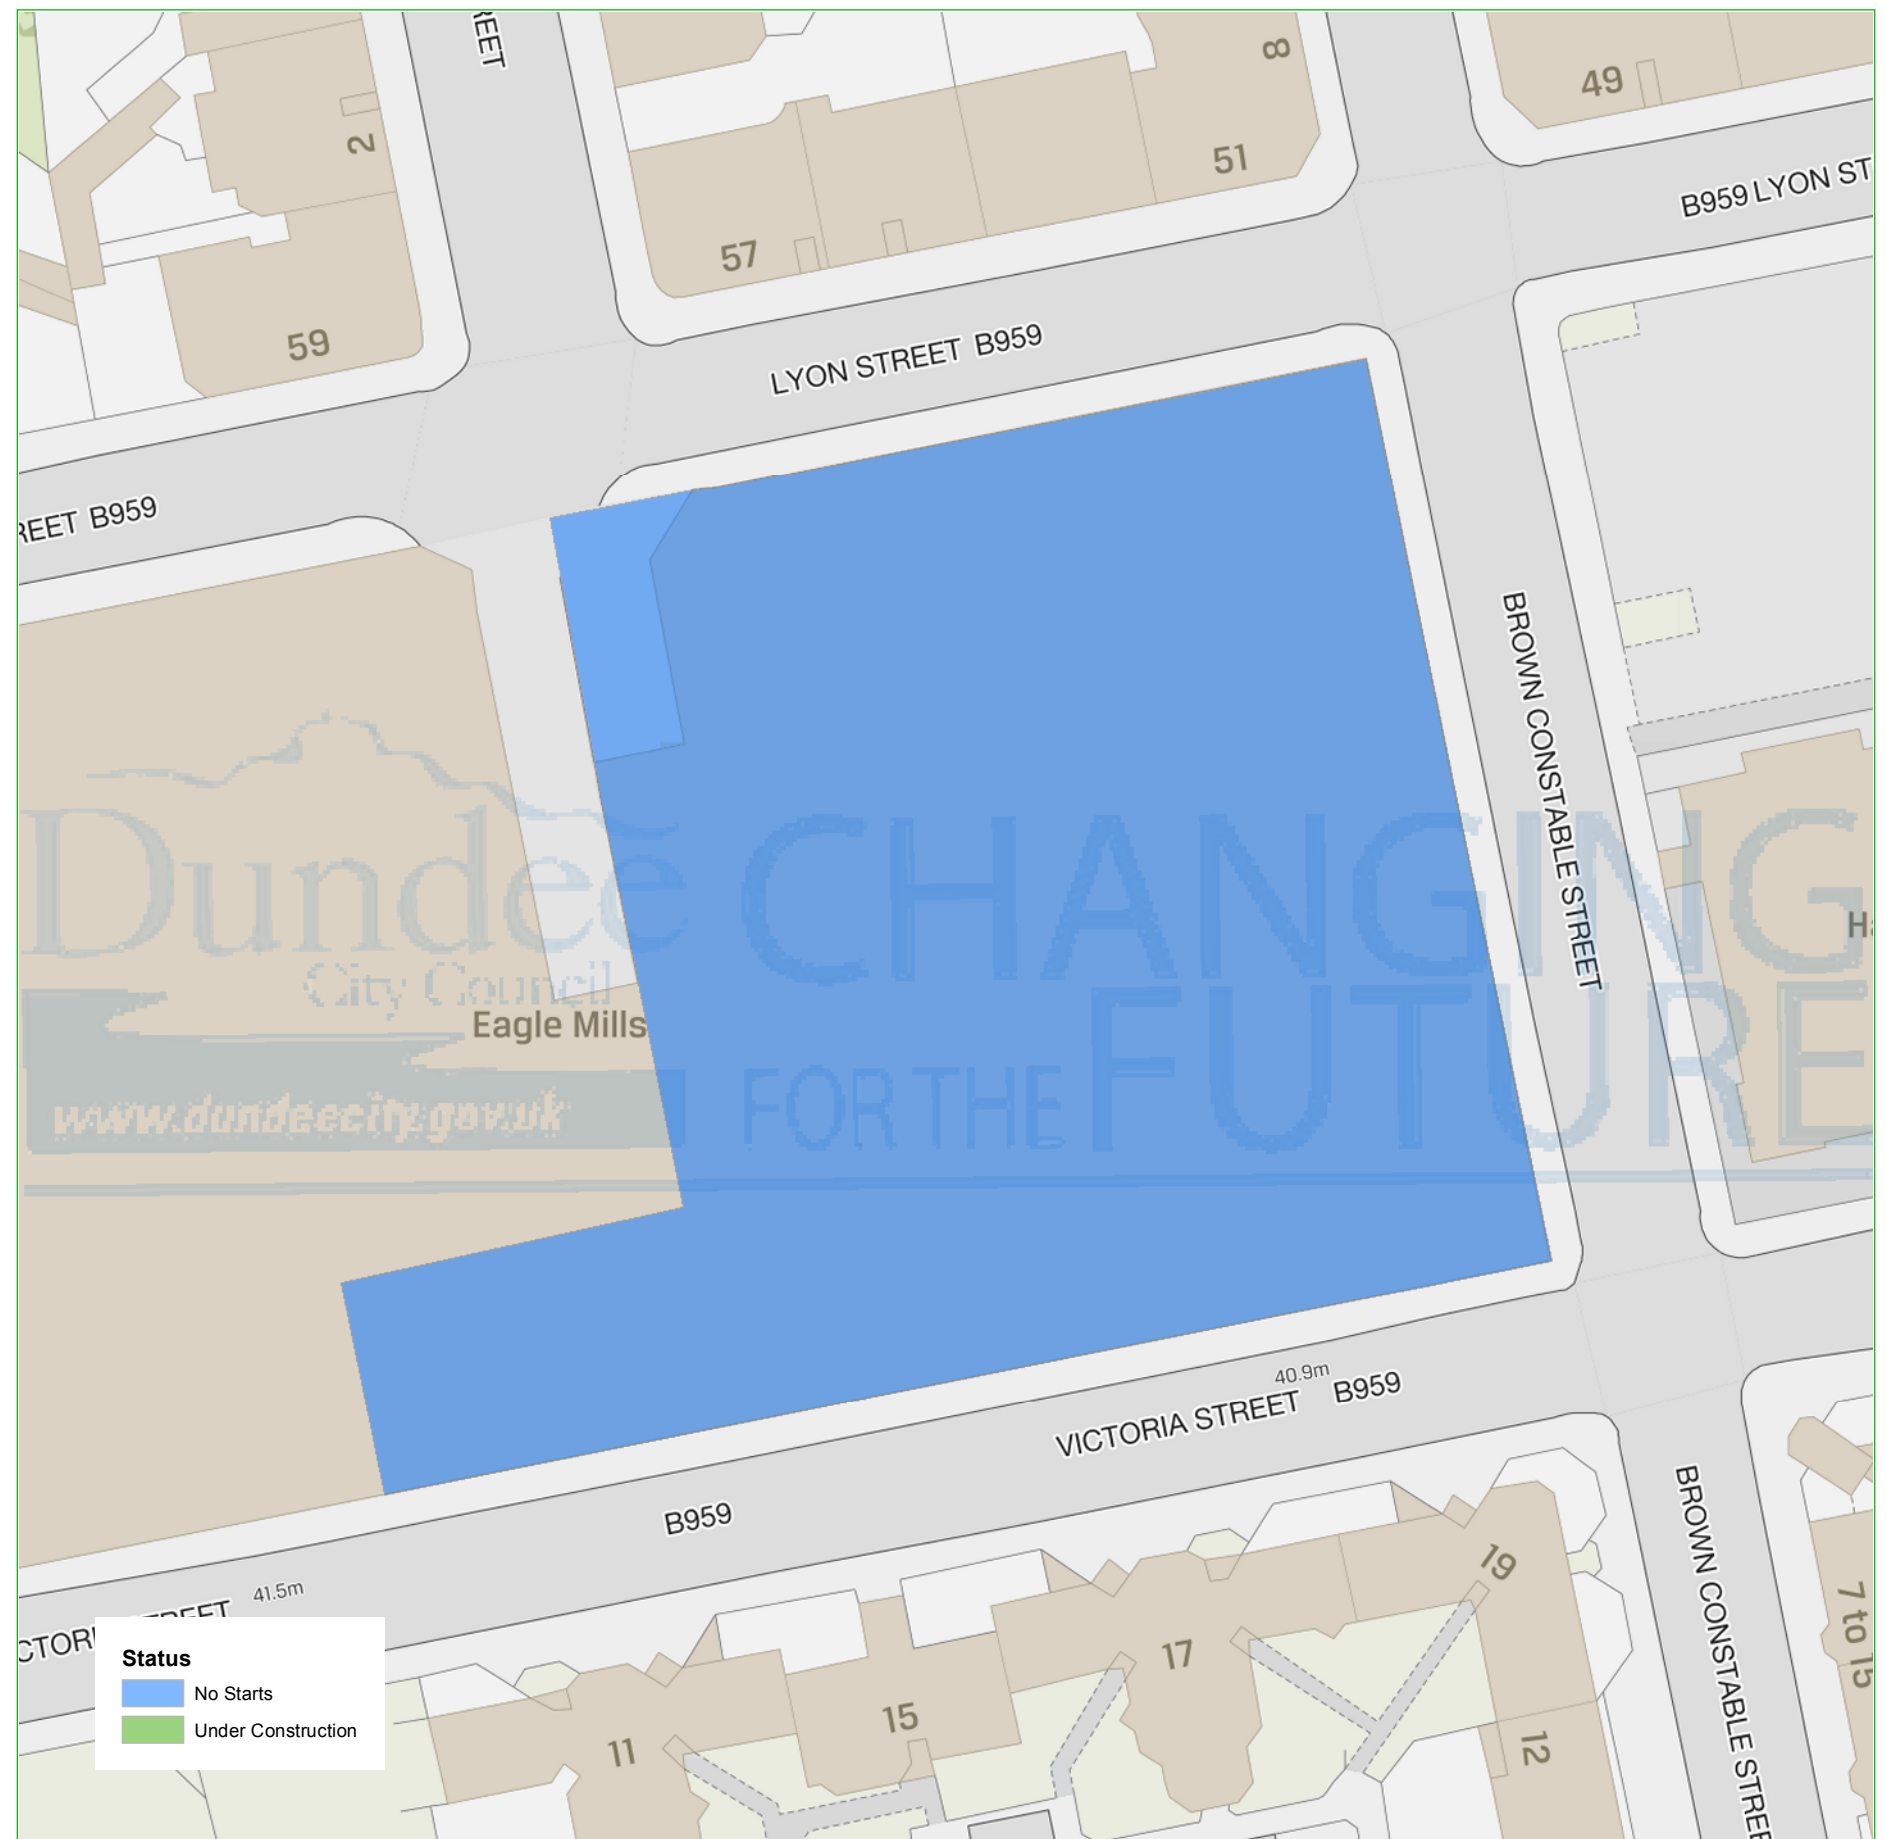 REET
8
49
2
51
B959 LYON ST
57
59
LYON STREET B959
REET B959
BROWN CONSTABLE STREET
Dundee
City Council
CHANGING
FOR THE FUTURE
Eagle Mills
www.dundeecity.gov.uk
40.9m
VICTORIA STREET B959
B959
41.5m
CTORIA STREET
BROWN CONSTABLE STREE
19
17
15
11
12
7 to 15
Status
No Starts
Under Construction